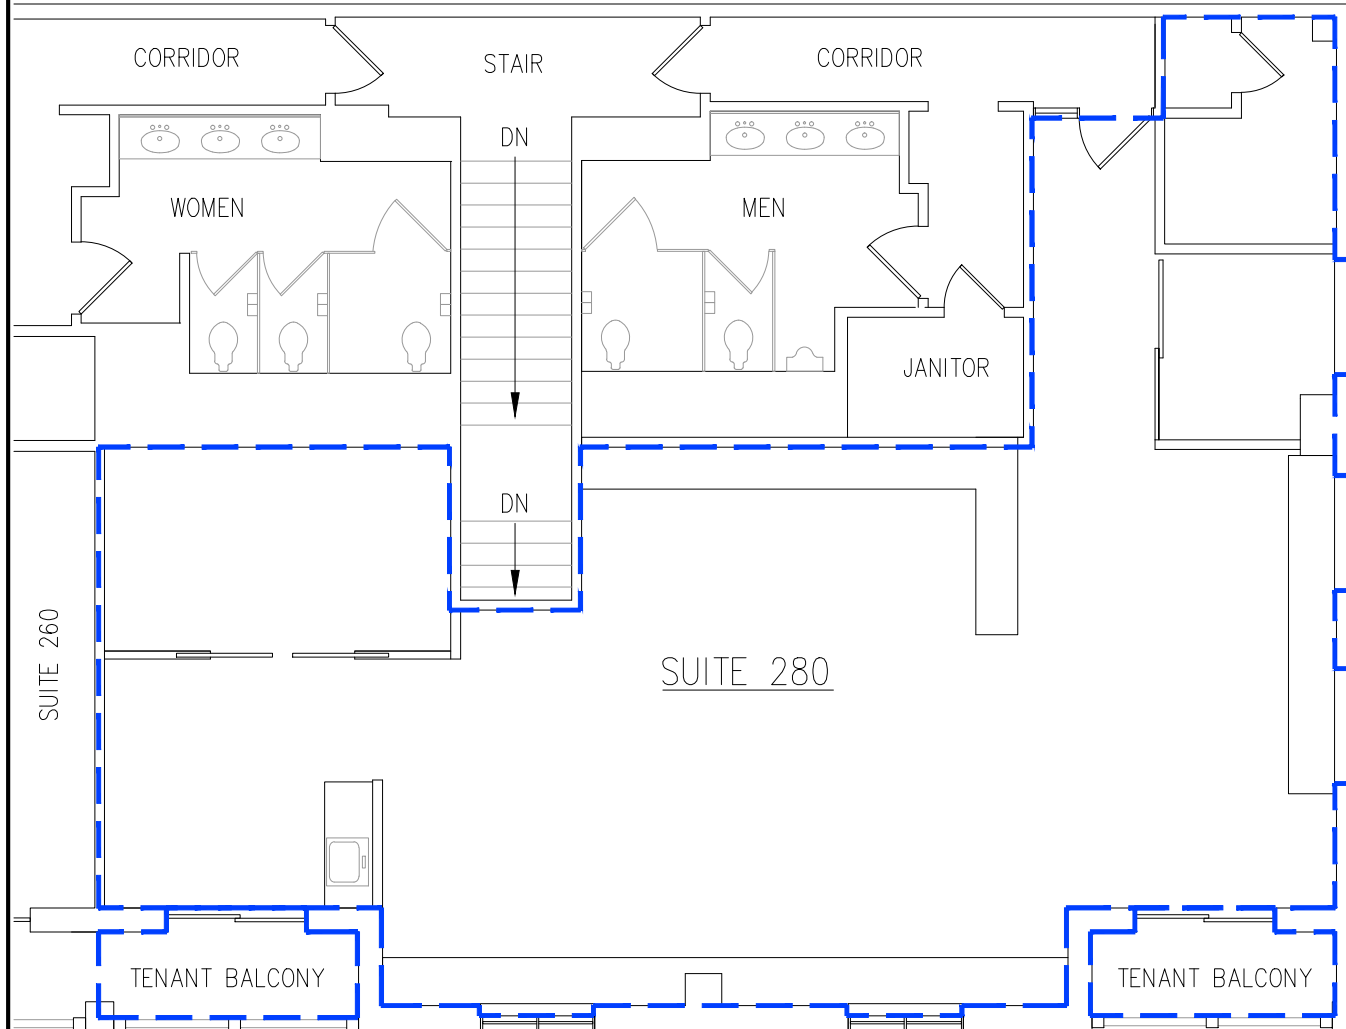 CORRIDOR
STAIR
CORRIDOR
DN
WOMEN
MEN
JANITOR
DN
SUITE 260
SUITE 280
TENANT BALCONY
TENANT BALCONY